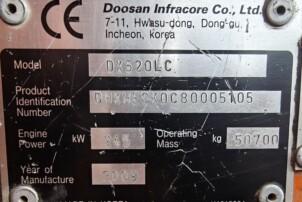 CE
Doosan Infracore Co., Ltd.
7-11, Hwasu-dong, Dong-gu,
Incheon, Korea
Model DX520LC
Product
Identification
Number
Engine
Power kW
Operating
Mass kg 50700
Year of
Manufacture